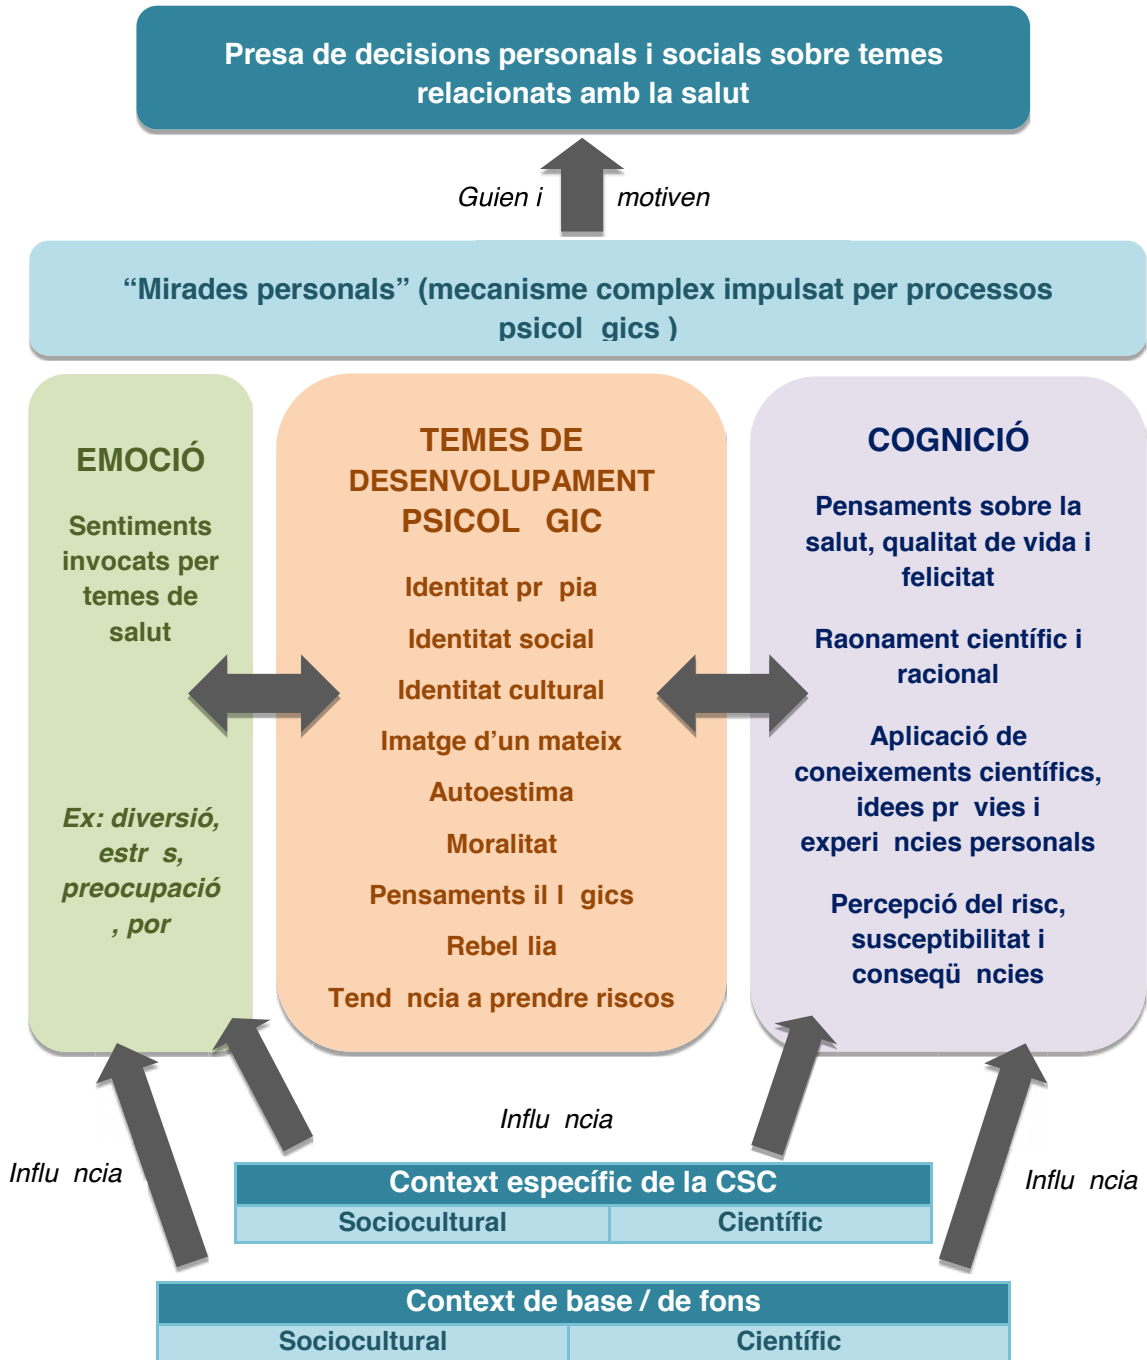 Presa de decisions personals i socials sobre temes
relacionats amb la salut
Guien i motiven
“Mirades personals” (mecanisme complex impulsat per processos
psicol gics )
EMOCIÓ
Sentiments
invocats per
temes de
salut
Ex: diversió,
estr s,
preocupació
, por
TEMES DE
DESENVOLUPAMENT
PSICOL GIC
Identitat pr pia
Identitat social
Identitat cultural
Imatge d’un mateix
Autoestima
Moralitat
Pensaments il l gics
Rebel lia
Tend ncia a prendre riscos
COGNICIÓ
Pensaments sobre la
salut, qualitat de vida i
felicitat
Raonament científic i
racional
Aplicació de
coneixements científics,
idees pr vies i
experi ncies personals
Percepció del risc,
susceptibilitat i
conseqü ncies
Influ ncia
Influ ncia
Influ ncia
Context específic de la CSC
Sociocultural Científic
Context de base / de fons
Sociocultural Científic